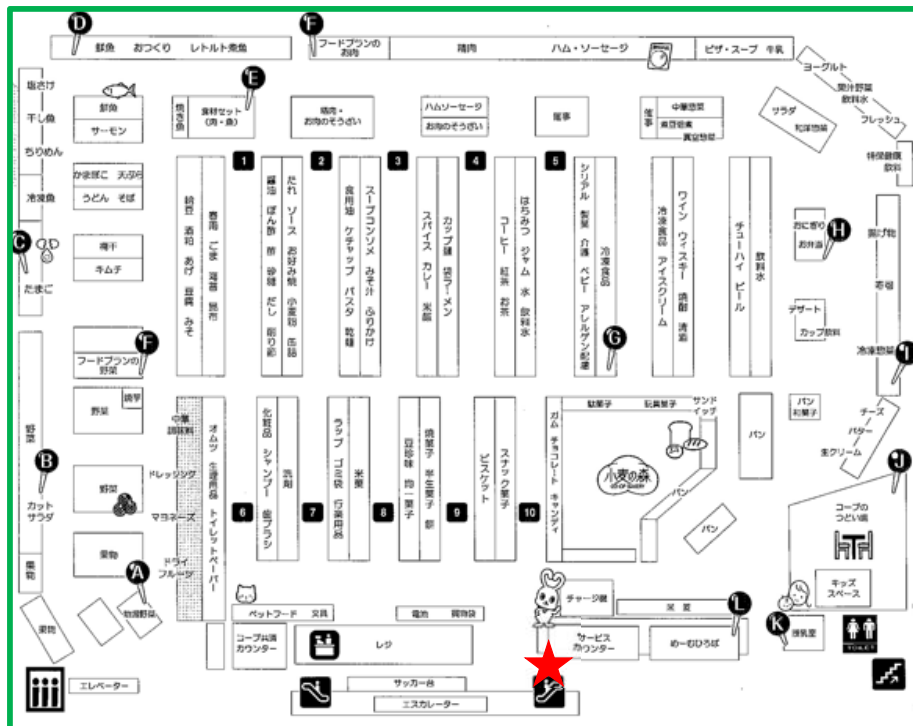 D
F
鮮魚 おつくり レトルト煮魚
フードプランの
お肉
精肉
ハム・ソーセージ
ピザ・スープ 牛乳
ヨーグルト
果汁野菜
飲料水
フレッシュ
塩さけ
干し魚
ちりめん
冷凍魚
鮮魚
サーモン
焼き魚
食材セット
(肉・魚)
E
精肉・
お肉のそうざい
ハムソーセージ
お肉のそうざい
催事
催事
中華惣菜
煮豆佃煮
真空惣菜
サラダ
和洋惣菜
特保健康
飲料
かまぼこ 天ぷら
うどん そば
梅干
キムチ
C
たまご
1
2
3
4
5
納豆 酒粕 あげ 豆腐 みそ
春雨 ごま 海苔 昆布
醤油 ぽん酢 酢 砂糖 だし 削り節
たれ ソース お好み焼 小麦粉 缶詰
食用油 ケチャップ パスタ 乾麺
スープコンソメ みそ汁 ふりかけ
スパイス カレー 米飯
カップ麺 袋ラーメン
コーヒー 紅茶 お茶
はちみつ ジャム 水 飲料水
シリアル 製菓 介護 ベビー アレルゲン配慮
冷凍食品
G
冷凍食品 アイスクリーム
ワイン ウィスキー 焼酎 清酒
チューハイ ビール
飲料水
おにぎり
お弁当
H
揚げ物
寿司
冷凍惣菜
I
デザート
カップ飲料
F
フードプランの
野菜
野菜
焼芋
野菜
果物
野菜
B
カット
サラダ
果物
A
果物
中華
調味料
ドレッシング
マヨネーズ
ドライ
フルーツ
オムツ 生理用品 トイレットペーパー
6
7
8
9
10
化粧品 シャンプー 歯ブラシ
洗剤
ラップ ゴミ袋 行楽用品
米菓
豆珍味 均一菓子
焼菓子 半生菓子
ビスケット
スナック菓子
ガム チョコレート キャンディ
駄菓子
玩具菓子
サンド
イッチ
小麦の森
パン
パン
パン
パン
和菓子
チーズ
バター
生クリーム
J
コープの
つどい場
キッズ
スペース
ペットフード 文具
電池 買物袋
チャージ機
L
K
授乳室
TOILET
コープ共済
カウンター
レジ
サービス
カウンター
めーむひろば
エレベーター
サッカー台
エスカレーター